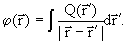 φ(r⃗) = ∫ Q(r⃗′) / | r⃗ − r⃗′ | dr⃗′.